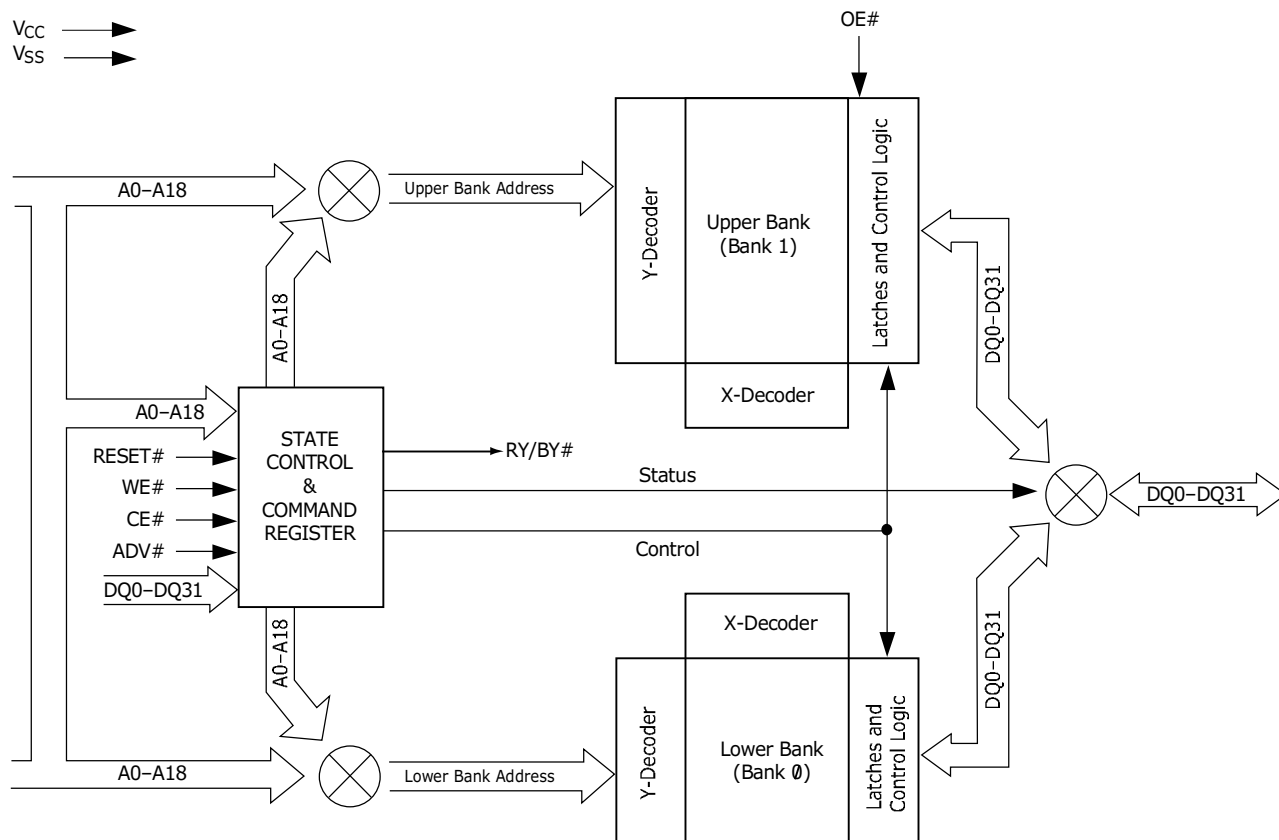 VCC
VSS
OE#
A0–A18
Upper Bank Address
Y-Decoder
Upper Bank
(Bank 1)
Latches and Control Logic
X-Decoder
DQ0–DQ31
A0–A18
A0–A18
RESET#
WE#
CE#
ADV#
DQ0–DQ31
STATE
CONTROL
&
COMMAND
REGISTER
RY/BY#
Status
Control
DQ0–DQ31
A0–A18
X-Decoder
DQ0–DQ31
A0–A18
Lower Bank Address
Y-Decoder
Lower Bank
(Bank 0)
Latches and
Control Logic